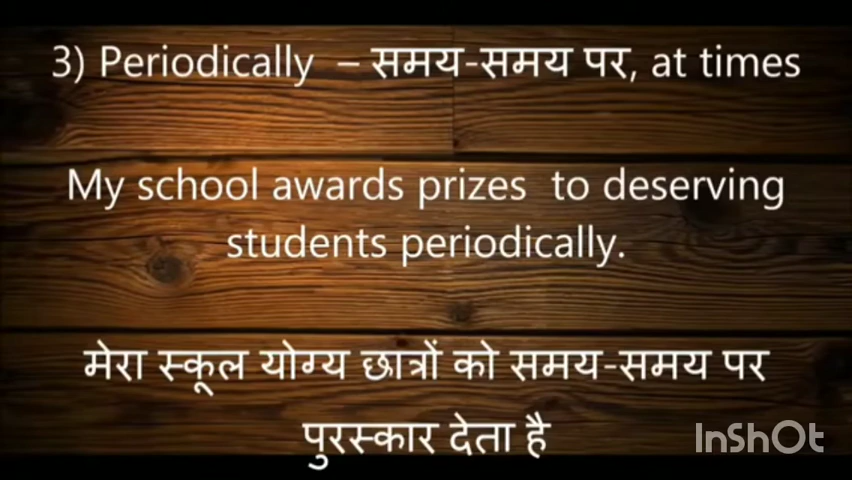 3) Periodically – समय-समय पर, at times
My school awards prizes to deserving
students periodically.
मेरा स्कूल योग्य छात्रों को समय-समय पर
पुरस्कार देता है
InShOt